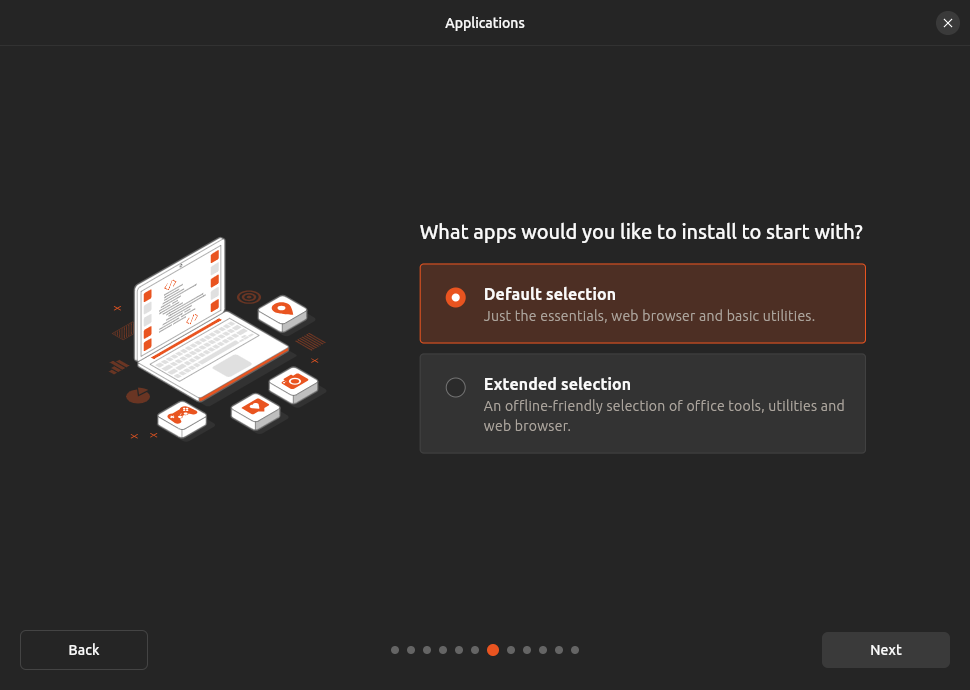 Applications
What apps would you like to install to start with?
Default selection
Just the essentials, web browser and basic utilities.
Extended selection
An offline-friendly selection of office tools, utilities and
web browser.
Back
Next